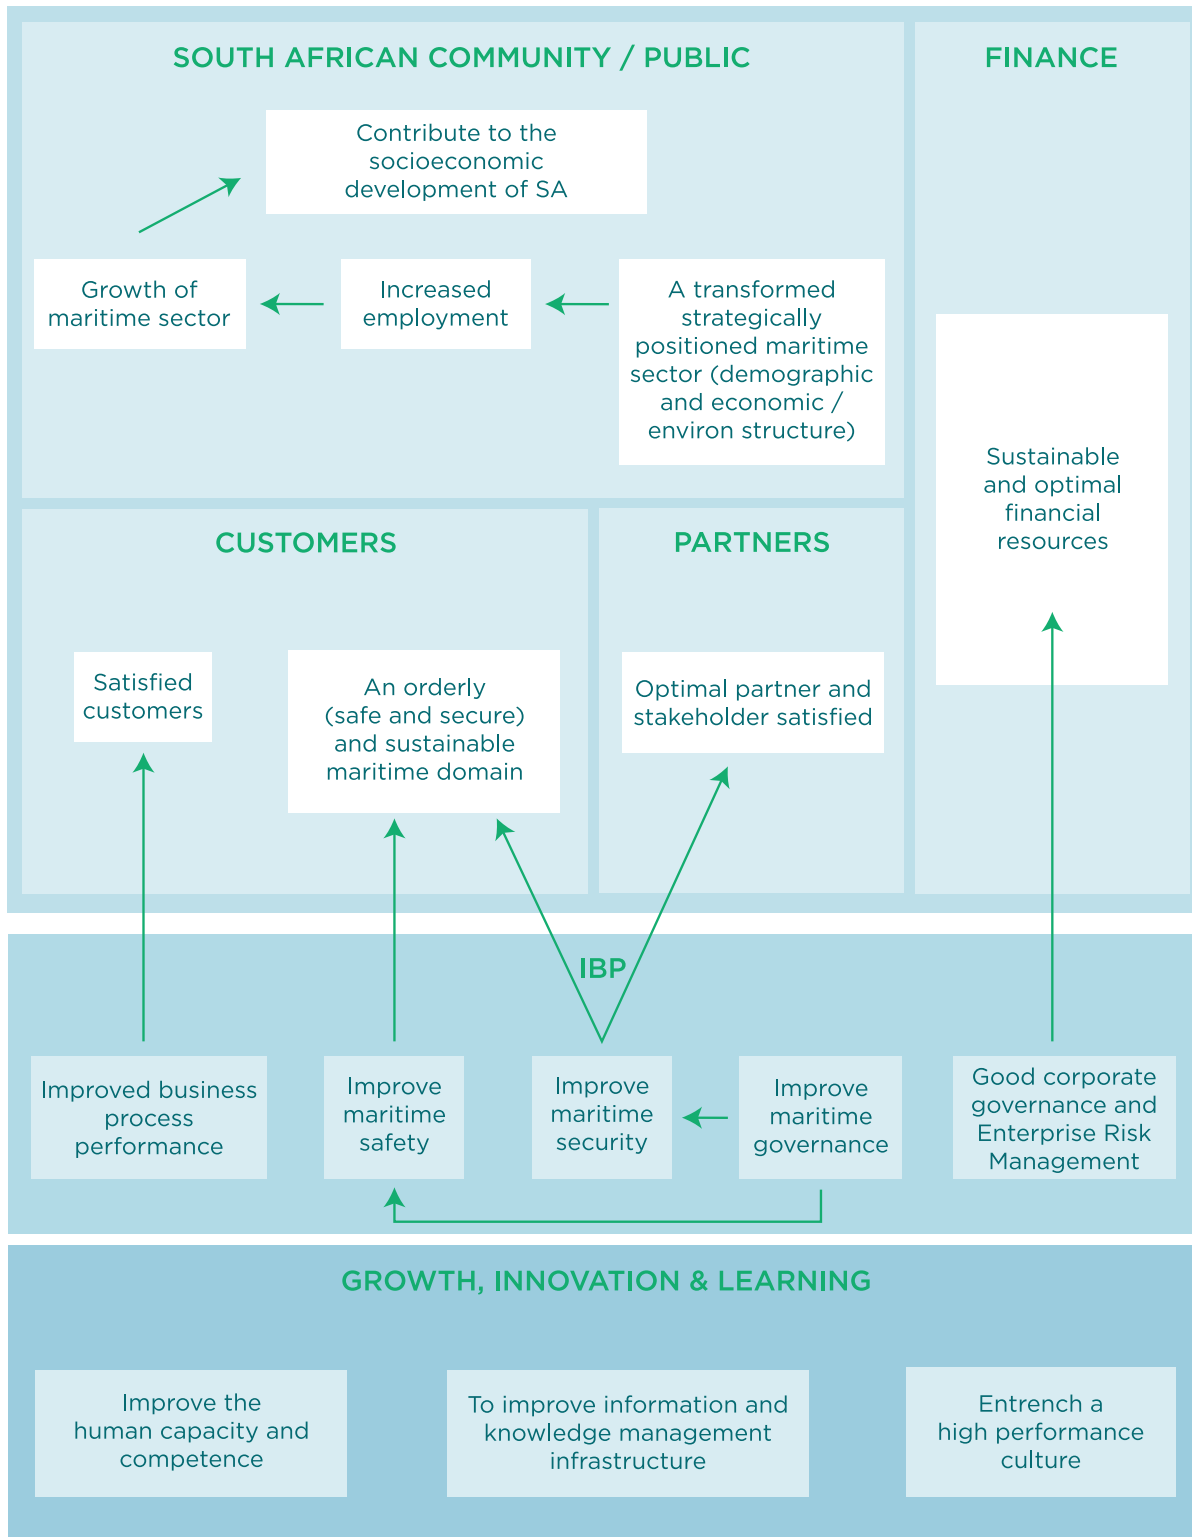 SOUTH AFRICAN COMMUNITY / PUBLIC
Contribute to the
socioeconomic
development of SA
Growth of
maritime sector
Increased
employment
A transformed
strategically
positioned maritime
sector (demographic
and economic /
environ structure)
FINANCE
Sustainable
and optimal
financial
resources
CUSTOMERS
Satisfied
customers
An orderly
(safe and secure)
and sustainable
maritime domain
PARTNERS
Optimal partner and
stakeholder satisfied
IBP
Improved business
process
performance
Improve
maritime
safety
Improve
maritime
security
Improve
maritime
governance
Good corporate
governance and
Enterprise Risk
Management
GROWTH, INNOVATION & LEARNING
Improve the
human capacity and
competence
To improve information and
knowledge management
infrastructure
Entrench a
high performance
culture